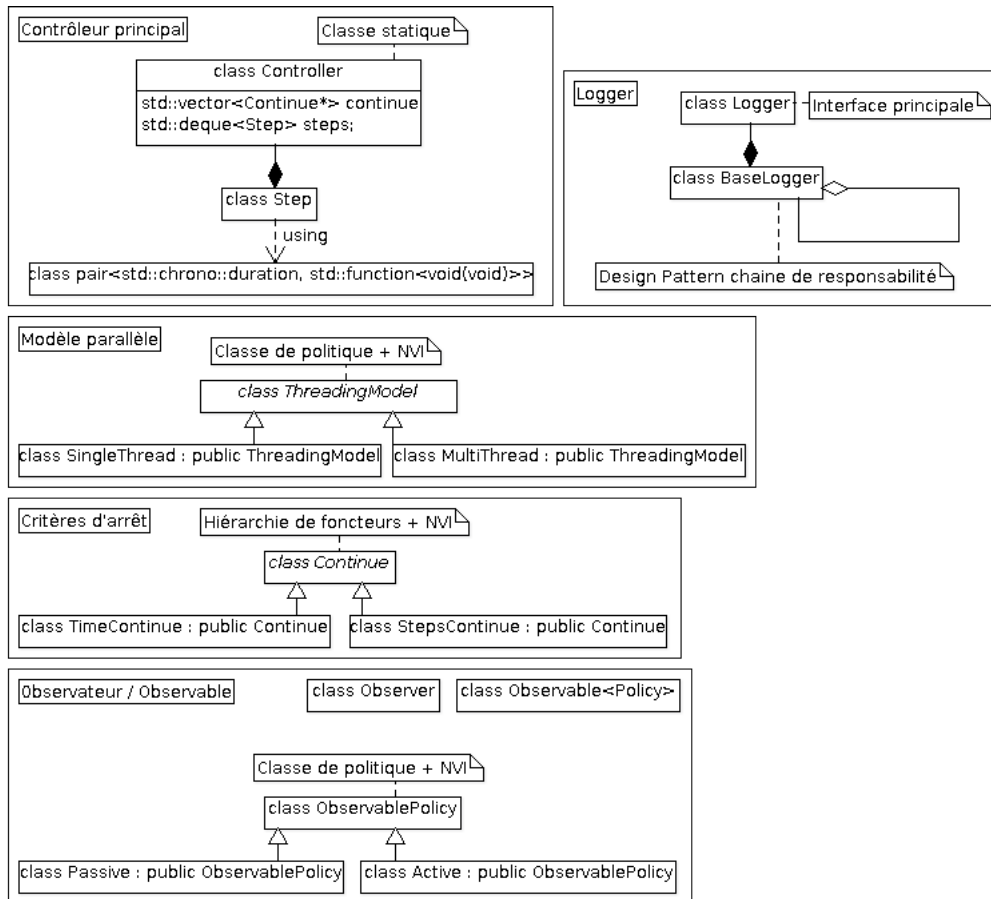 Contrôleur principal
Classe statique
class Controller
std::vector<Continue*> continue
std::deque<Step> steps;
class Step
using
class pair<std::chrono::duration, std::function<void(void)>>
Logger
class Logger
Interface principale
class BaseLogger
Design Pattern chaine de responsabilité
Modèle parallèle
Classe de politique + NVI
class ThreadingModel
class SingleThread : public ThreadingModel
class MultiThread : public ThreadingModel
Critères d'arrêt
Hiérarchie de foncteurs + NVI
class Continue
class TimeContinue : public Continue
class StepsContinue : public Continue
Observateur / Observable
class Observer
class Observable<Policy>
Classe de politique + NVI
class ObservablePolicy
class Passive : public ObservablePolicy
class Active : public ObservablePolicy